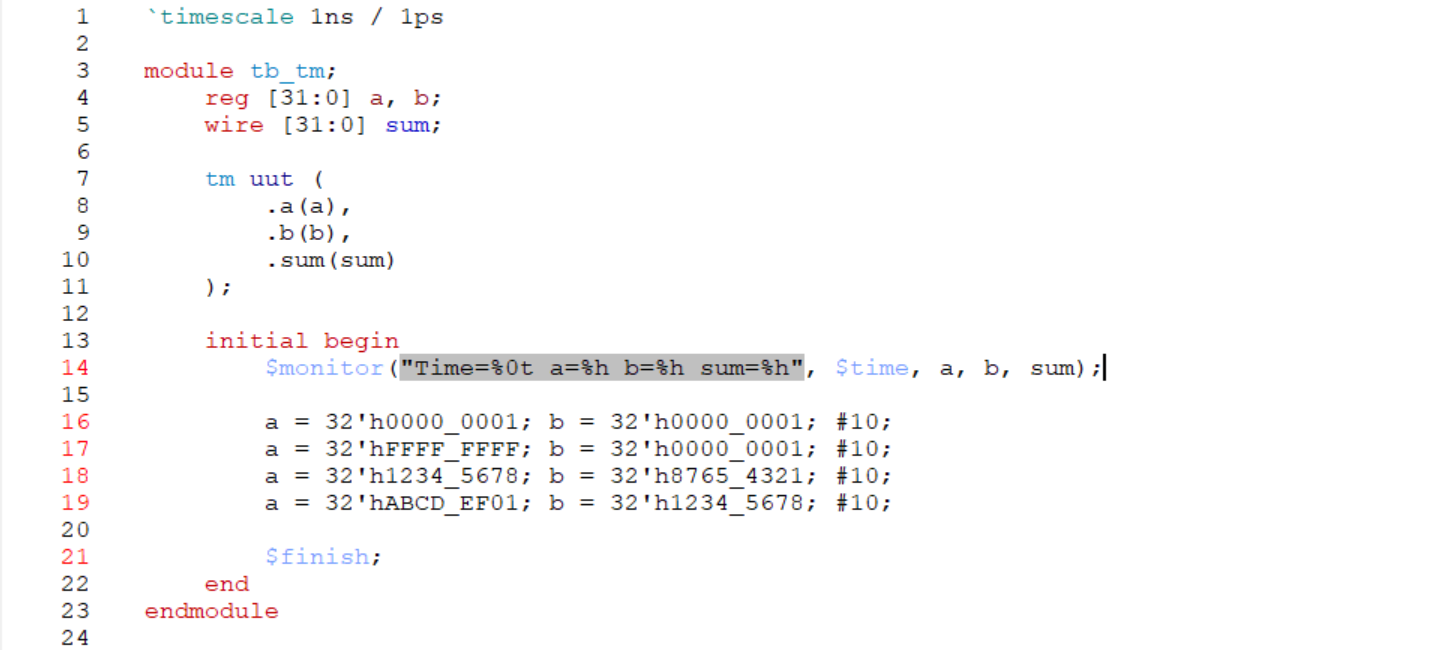 1 `timescale 1ns / 1ps
2
3 module tb_tm;
4 reg [31:0] a, b;
5 wire [31:0] sum;
6
7 tm uut (
8 .a(a),
9 .b(b),
10 .sum(sum)
11 );
12
13 initial begin
14 $monitor("Time=%0t a=%h b=%h sum=%h", $time, a, b, sum);
15
16 a = 32'h0000_0001; b = 32'h0000_0001; #10;
17 a = 32'hFFFF_FFFF; b = 32'h0000_0001; #10;
18 a = 32'h1234_5678; b = 32'h8765_4321; #10;
19 a = 32'hABCD_EF01; b = 32'h1234_5678; #10;
20
21 $finish;
22 end
23 endmodule
24